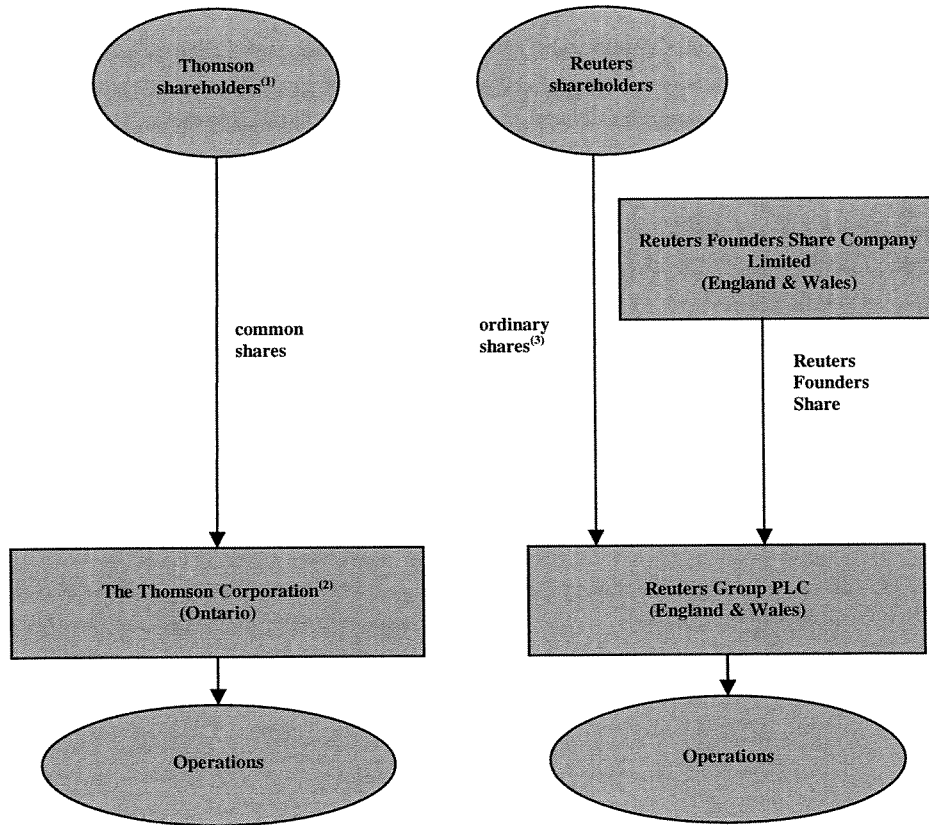 Thomson
shareholders(1)
Reuters
shareholders
Reuters Founders Share Company
Limited
(England & Wales)
common
shares
ordinary
shares(3)
Reuters
Founders
Share
The Thomson Corporation(2)
(Ontario)
Reuters Group PLC
(England & Wales)
Operations
Operations